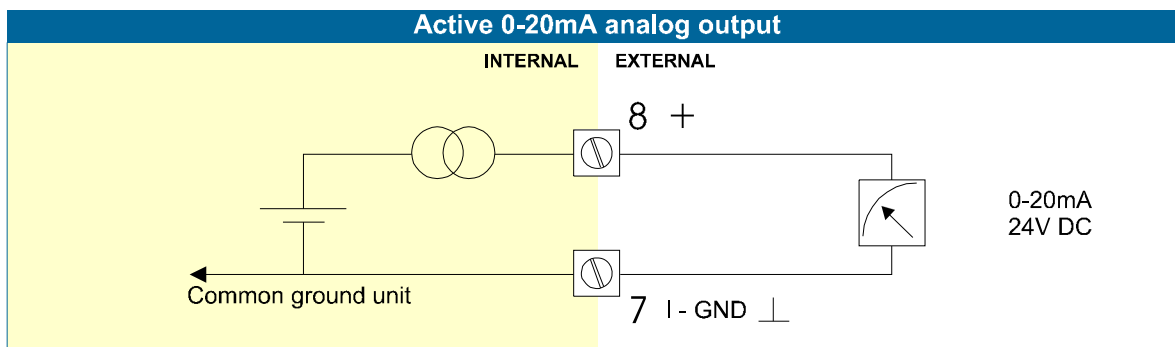 Active 0-20mA analog output
INTERNAL EXTERNAL
8 +
0-20mA
24V DC
Common ground unit
7 I - GND ⊥